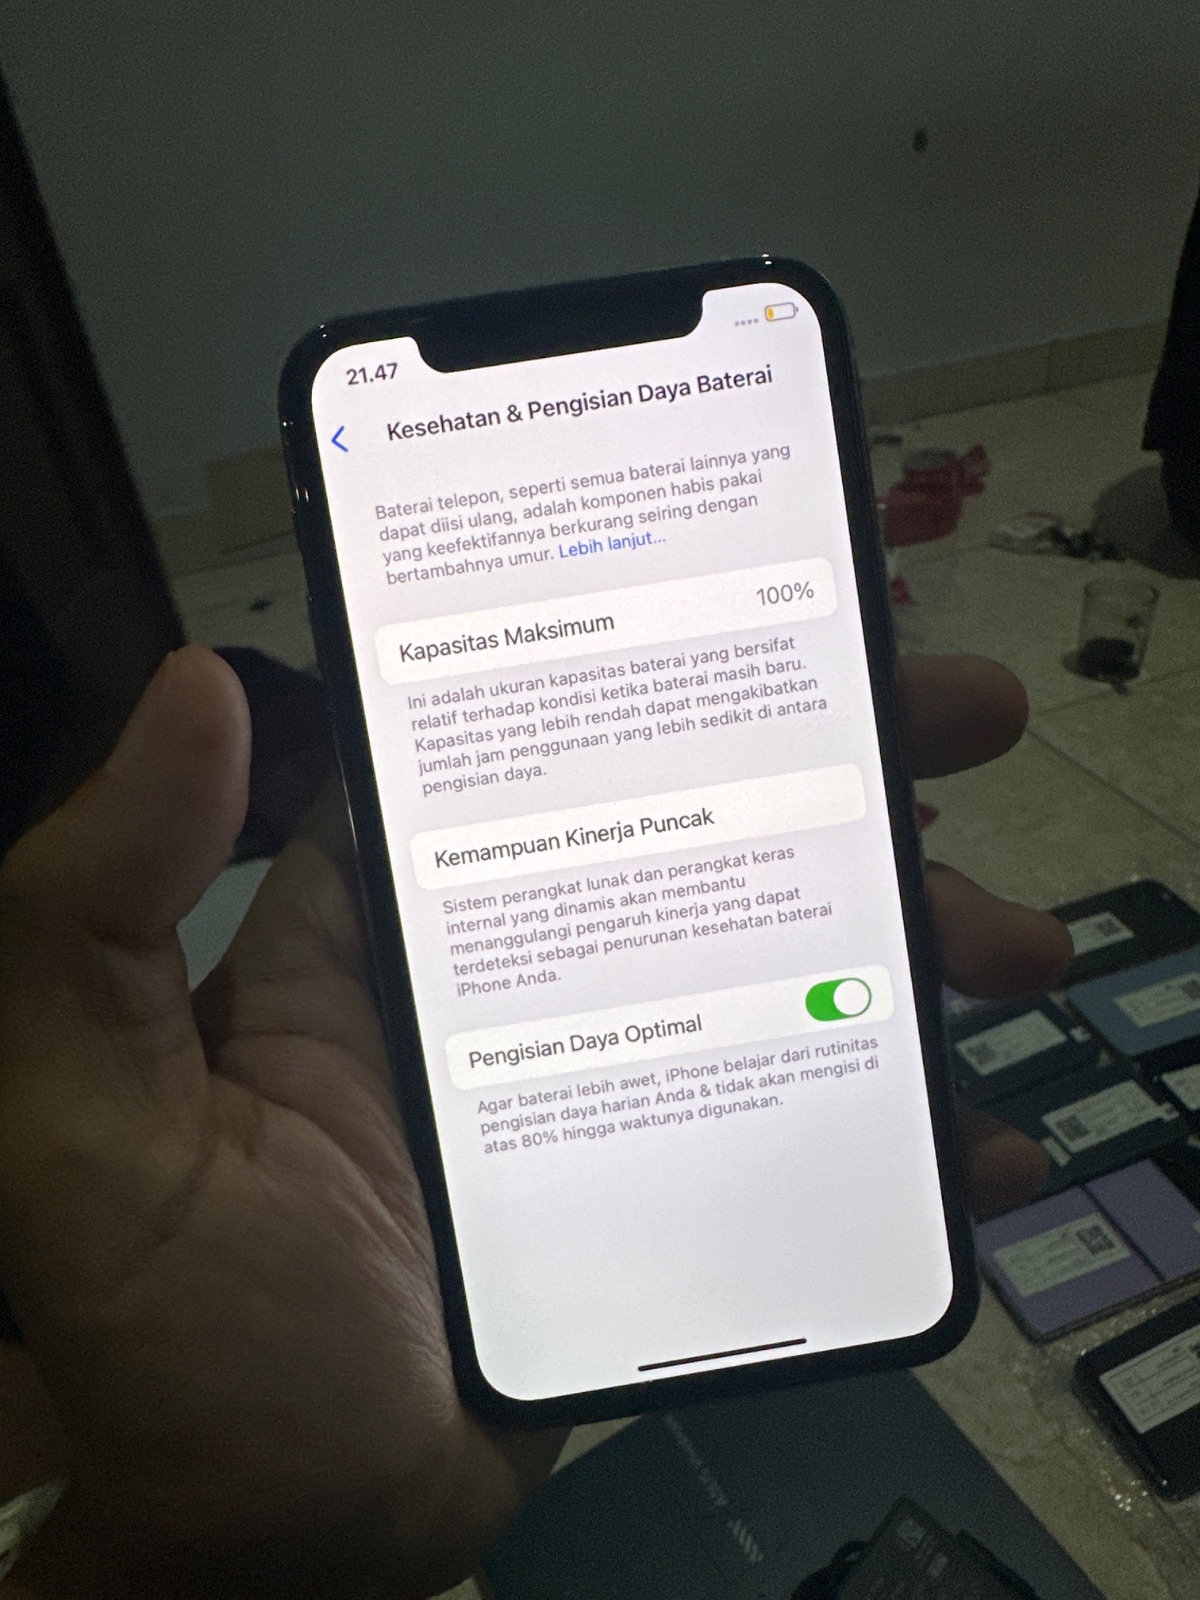 21.47
Kesehatan & Pengisian Daya Baterai
Baterai telepon, seperti semua baterai lainnya yang
dapat diisi ulang, adalah komponen habis pakai
yang keefektifannya berkurang seiring dengan
bertambahnya umur. Lebih lanjut...
Kapasitas Maksimum 100%
Ini adalah ukuran kapasitas baterai yang bersifat
relatif terhadap kondisi ketika baterai masih baru.
Kapasitas yang lebih rendah dapat mengakibatkan
jumlah jam penggunaan yang lebih sedikit di antara
pengisian daya.
Kemampuan Kinerja Puncak
Sistem perangkat lunak dan perangkat keras
internal yang dinamis akan membantu
menanggulangi pengaruh kinerja yang dapat
terdeteksi sebagai penurunan kesehatan baterai
iPhone Anda.
Pengisian Daya Optimal
Agar baterai lebih awet, iPhone belajar dari rutinitas
pengisian daya harian Anda & tidak akan mengisi di
atas 80% hingga waktunya digunakan.